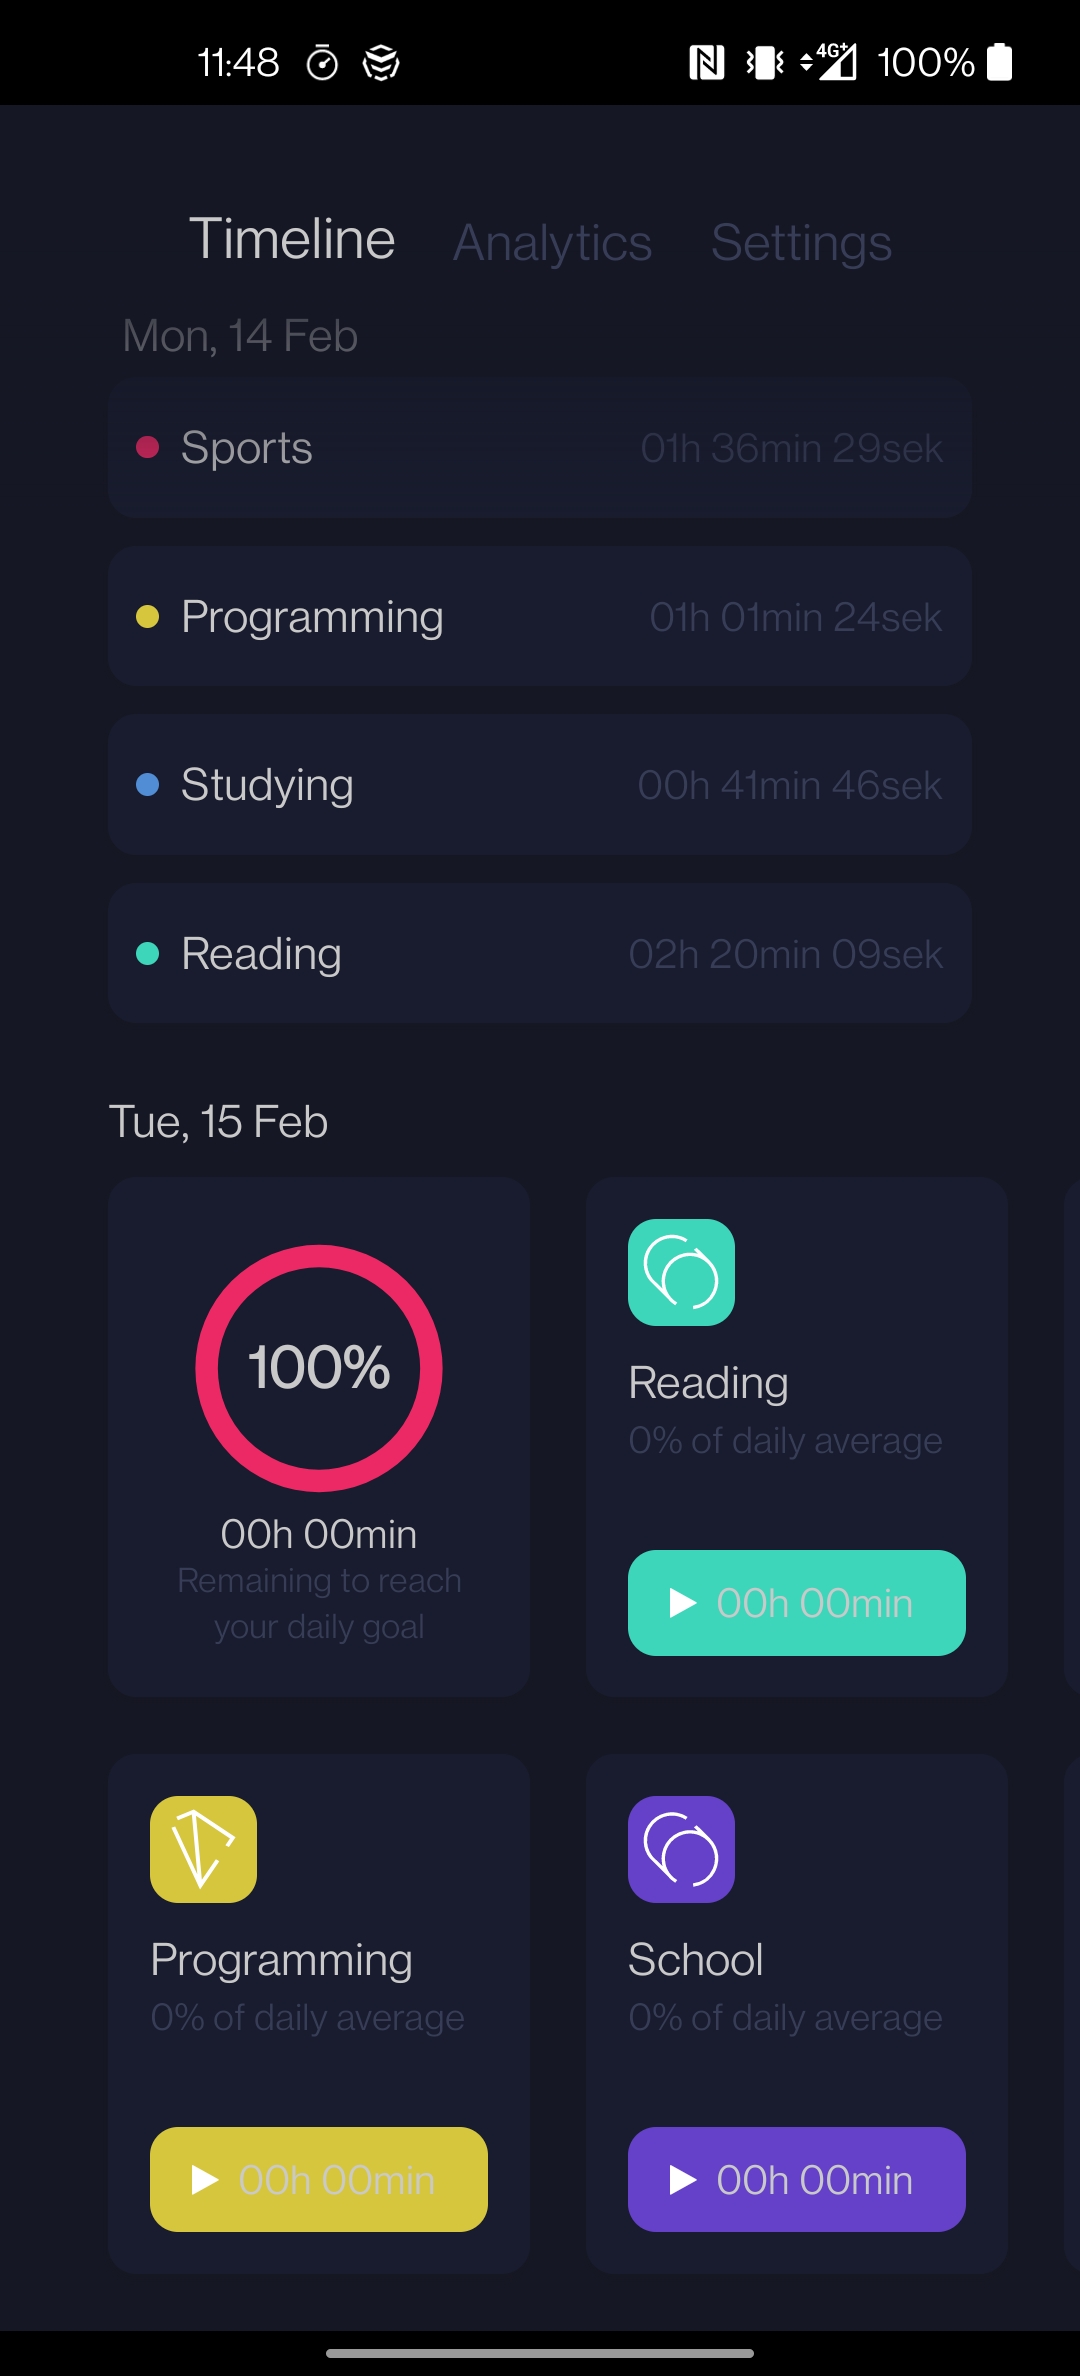 11:48 4G+ 100%
Timeline Analytics Settings
Mon, 14 Feb
Sports 01h 36min 29sek
Programming 01h 01min 24sek
Studying 00h 41min 46sek
Reading 02h 20min 09sek
Tue, 15 Feb
100%
00h 00min
Remaining to reach
your daily goal
Reading
0% of daily average
00h 00min
Programming
0% of daily average
00h 00min
School
0% of daily average
00h 00min